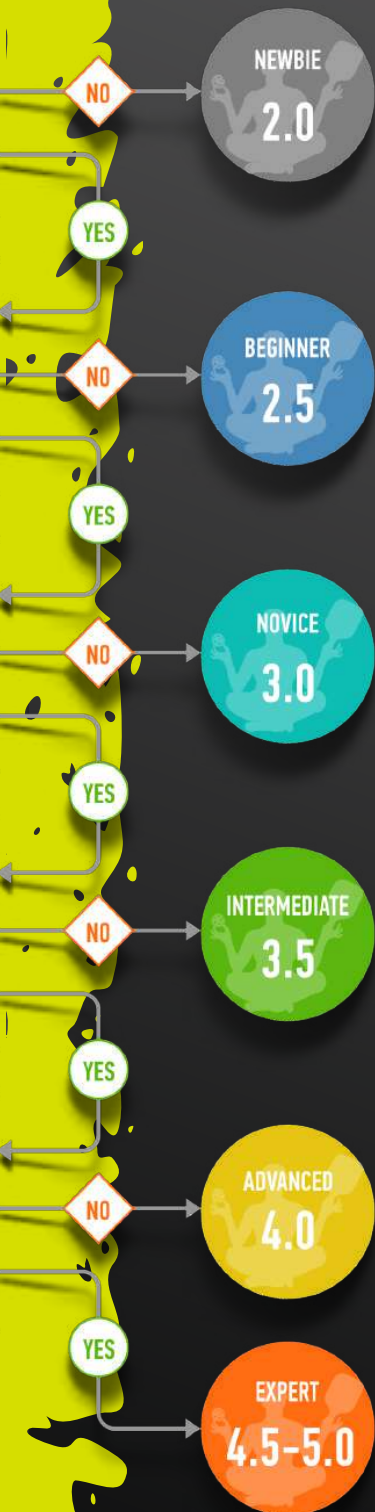 NO
NEWBIE
2.0
YES
NO
BEGINNER
2.5
YES
NO
NOVICE
3.0
YES
NO
INTERMEDIATE
3.5
YES
NO
ADVANCED
4.0
YES
EXPERT
4.5-5.0